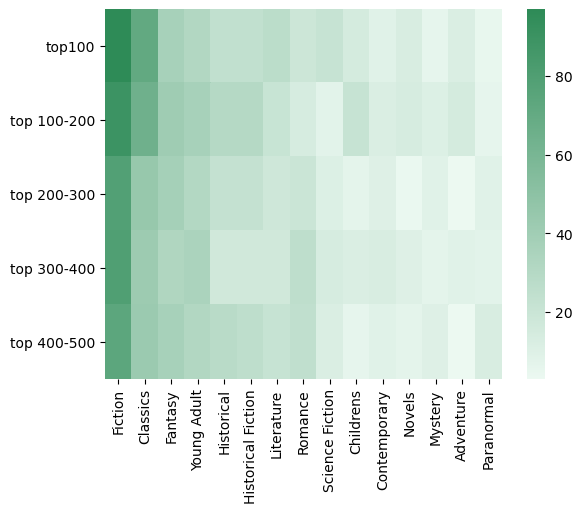 top100
top 100-200
top 200-300
top 300-400
top 400-500
80
60
40
20
Fiction
Classics
Fantasy
Young Adult
Historical
Historical Fiction
Literature
Romance
Science Fiction
Childrens
Contemporary
Novels
Mystery
Adventure
Paranormal